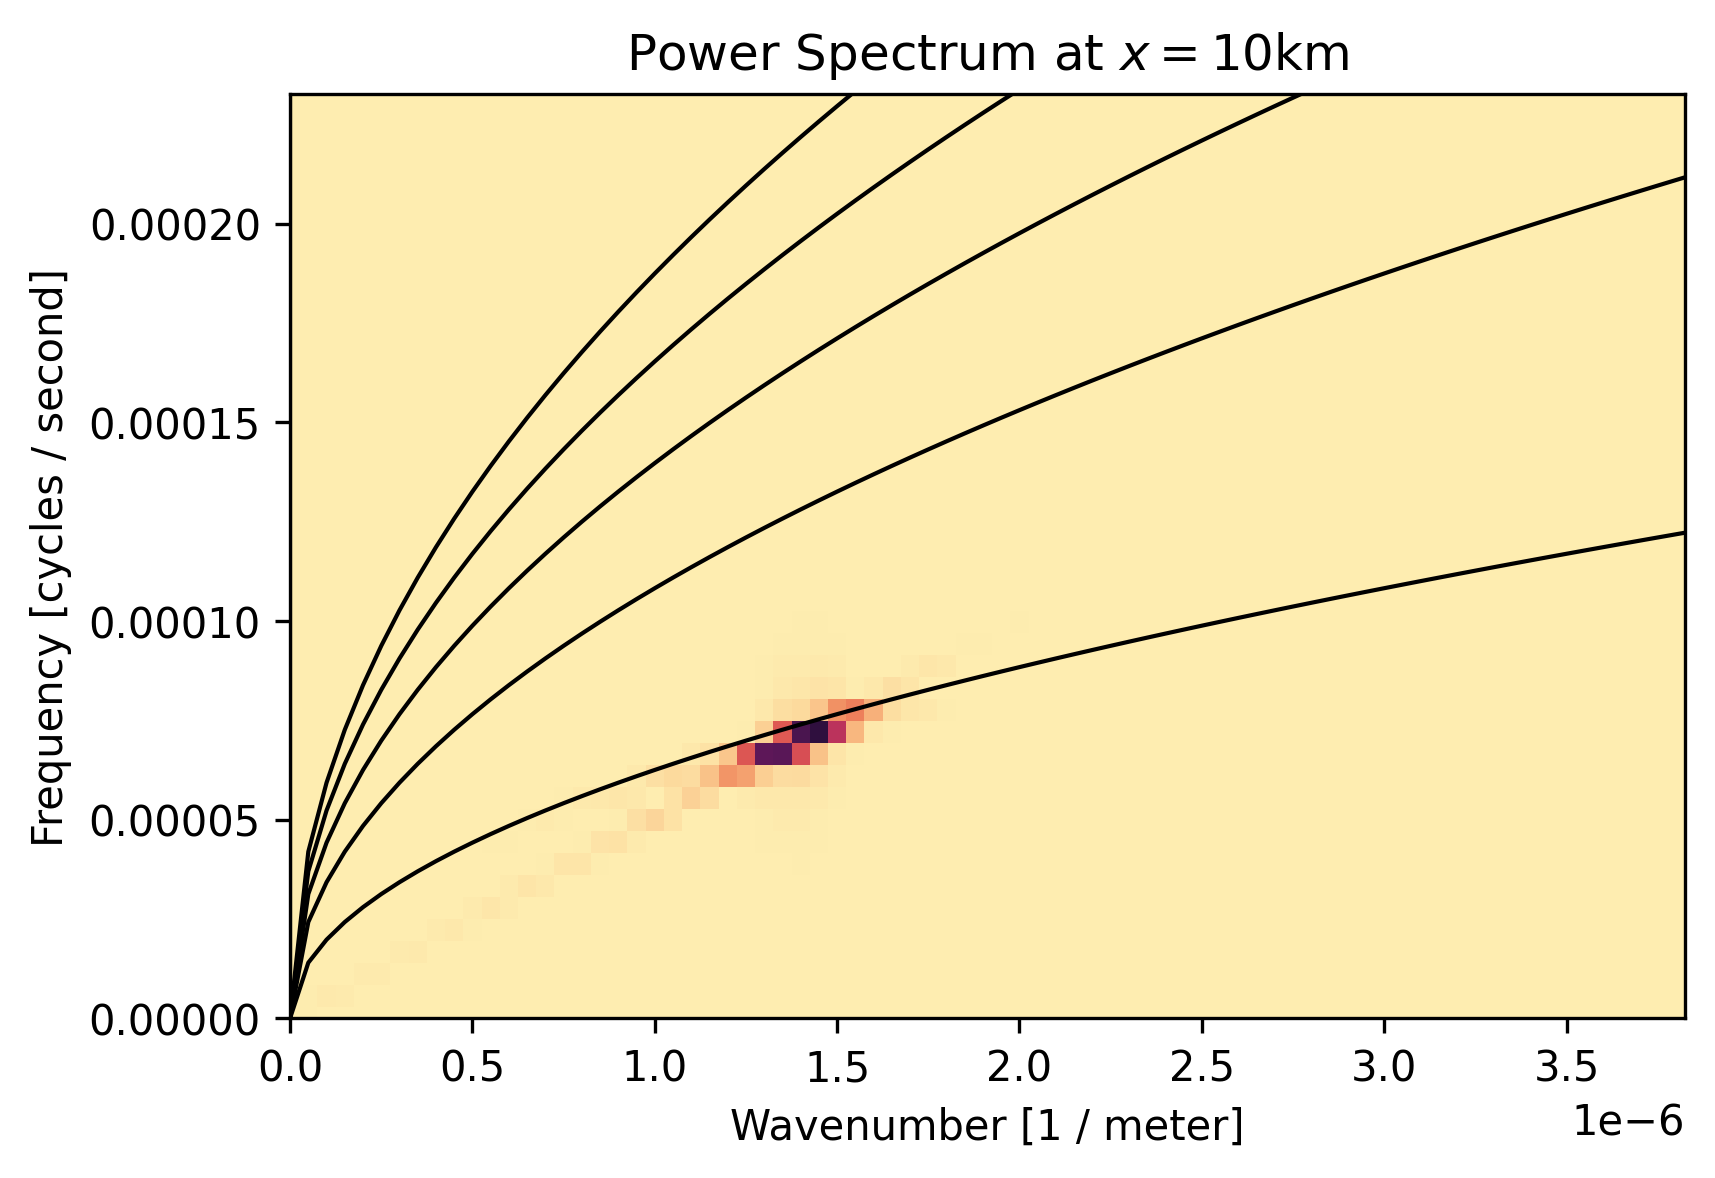 Power Spectrum at x = 10km
Frequency [cycles / second]
0.00020
0.00015
0.00010
0.00005
0.00000
0.0 0.5 1.0 1.5 2.0 2.5 3.0 3.5
1e−6
Wavenumber [1 / meter]